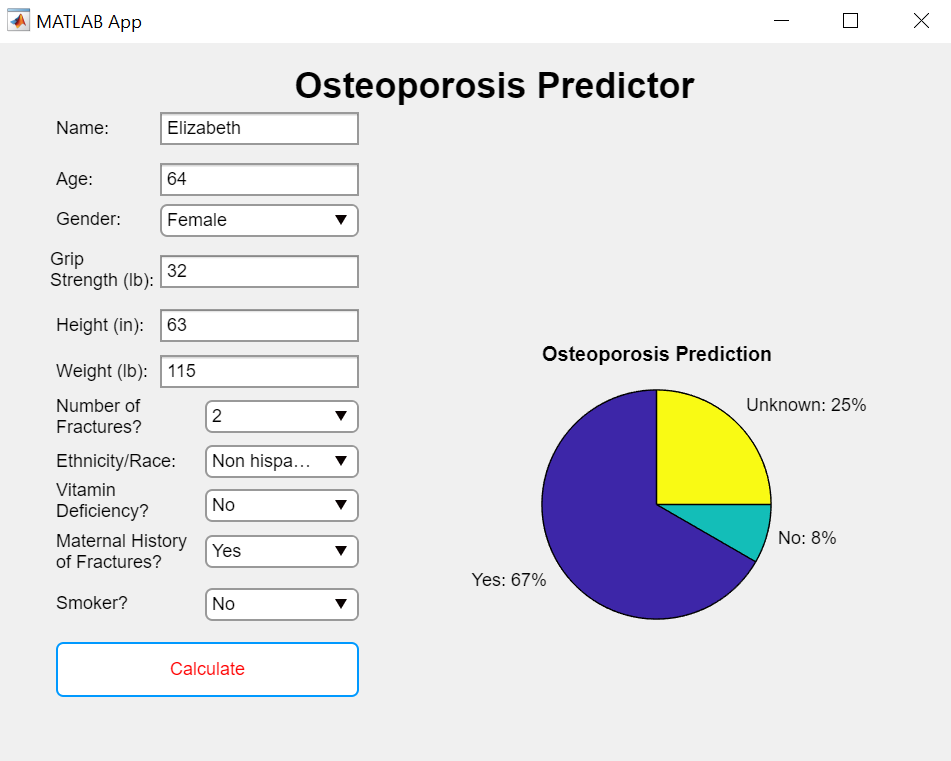 MATLAB App
Osteoporosis Predictor
Name:
Elizabeth
Age:
64
Gender:
Female
Grip
Strength (lb):
32
Height (in):
63
Weight (lb):
115
Number of
Fractures?
2
Ethnicity/Race:
Non hispa…
Vitamin
Deficiency?
No
Maternal History
of Fractures?
Yes
Smoker?
No
Calculate
Osteoporosis Prediction
Unknown: 25%
No: 8%
Yes: 67%